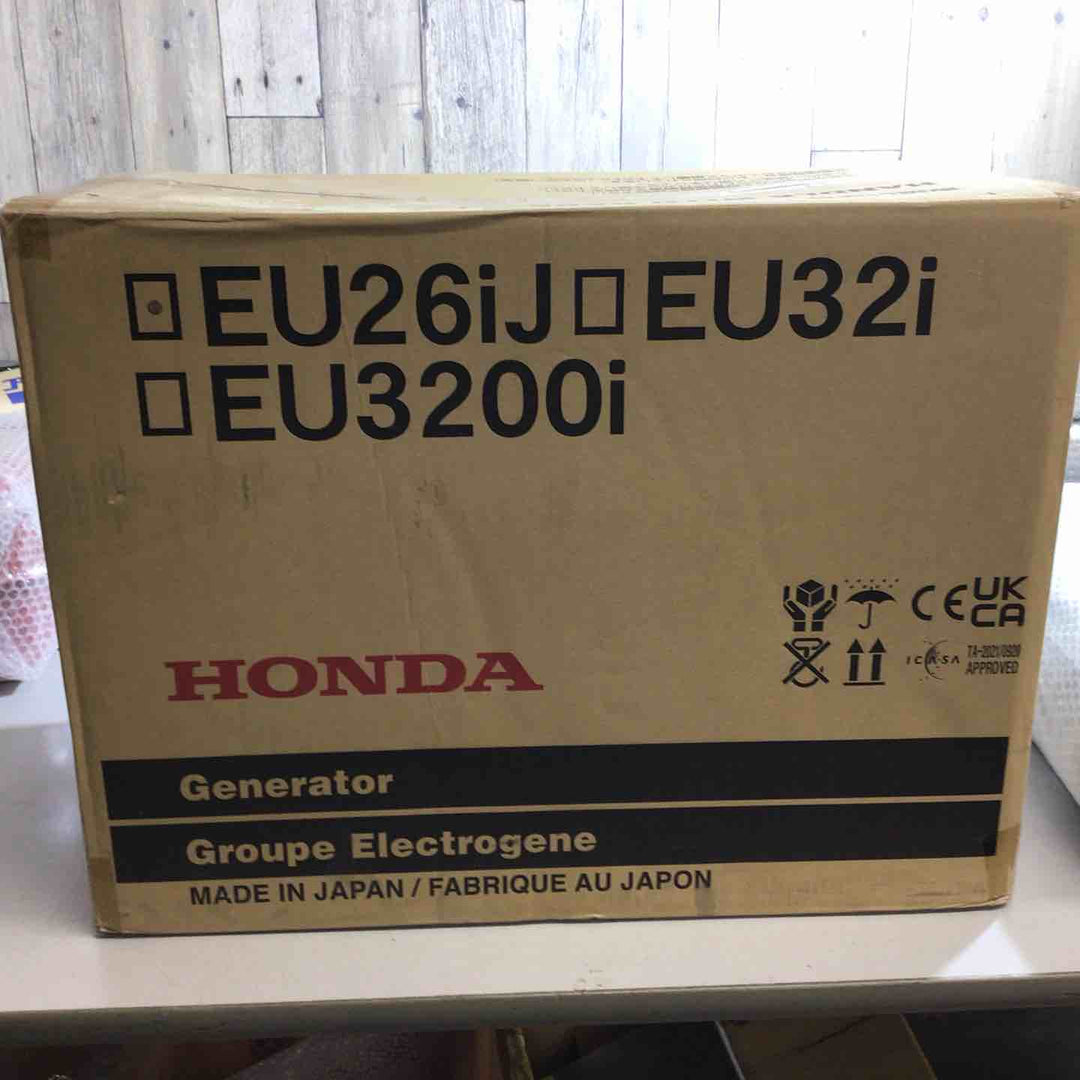 EU26iJ EU32i
EU3200i
CE UK CA
ICASA TA-2021/0920 APPROVED
HONDA
Generator
Groupe Electrogene
MADE IN JAPAN / FABRIQUE AU JAPON